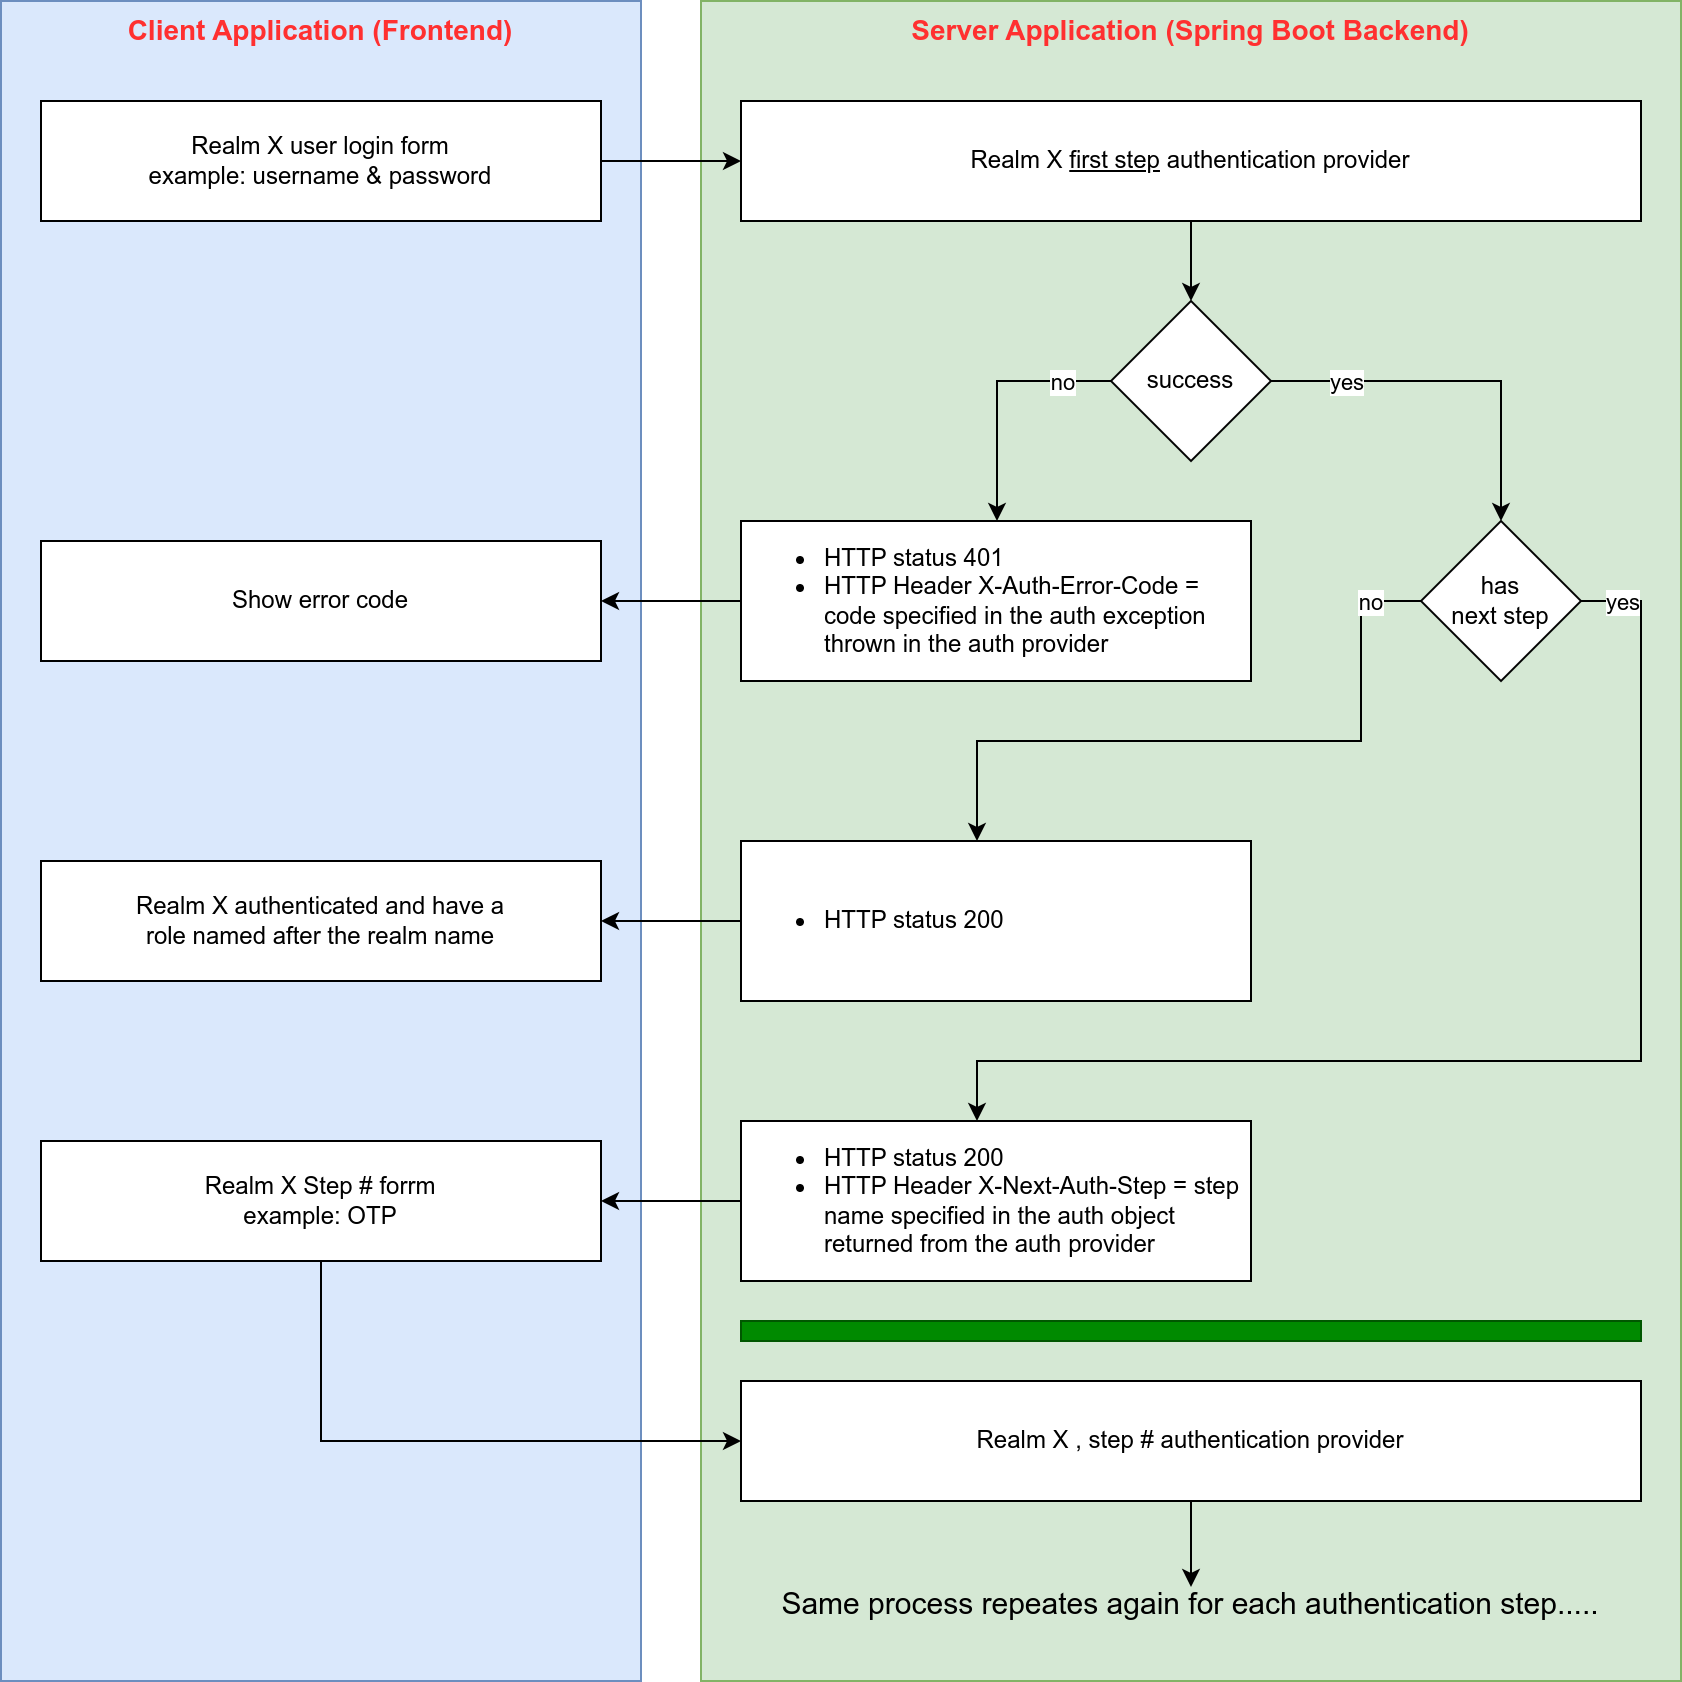 Client Application (Frontend)
Server Application (Spring Boot Backend)
Realm X user login form
example: username & password
Realm X first step authentication provider
success
no
yes
HTTP status 401
HTTP Header X-Auth-Error-Code =
code specified in the auth exception
thrown in the auth provider
Show error code
has
next step
no
yes
HTTP status 200
Realm X authenticated and have a
role named after the realm name
HTTP status 200
HTTP Header X-Next-Auth-Step = step
name specified in the auth object
returned from the auth provider
Realm X Step # forrm
example: OTP
Realm X , step # authentication provider
Same process repeates again for each authentication step.....